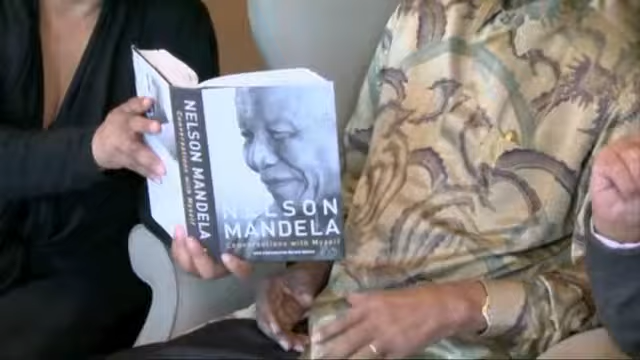 NELSON MANDELA
Conversations with Myself
NELSON
MANDELA
Conversations with Myself